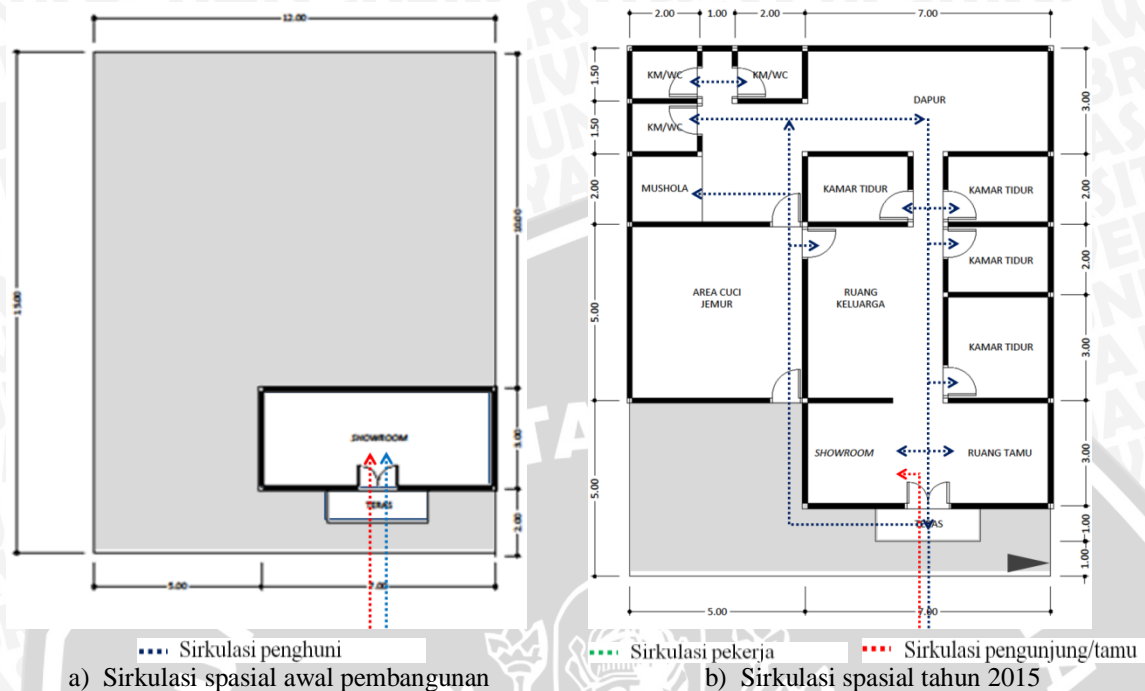 12.00
15.00
10.00
3.00
2.00
SHOWROOM
TERAS
5.00
7.00
2.00
1.00
2.00
7.00
1.50
1.50
2.00
5.00
5.00
3.00
2.00
2.00
3.00
3.00
1.00
1.00
KM/WC
KM/WC
DAPUR
KM/WC
MUSHOLA
KAMAR TIDUR
KAMAR TIDUR
KAMAR TIDUR
AREA CUCI
JEMUR
RUANG
KELUARGA
KAMAR TIDUR
SHOWROOM
RUANG TAMU
TERAS
5.00
7.00
Sirkulasi penghuni
Sirkulasi pekerja
Sirkulasi pengunjung/tamu
a) Sirkulasi spasial awal pembangunan
b) Sirkulasi spasial tahun 2015